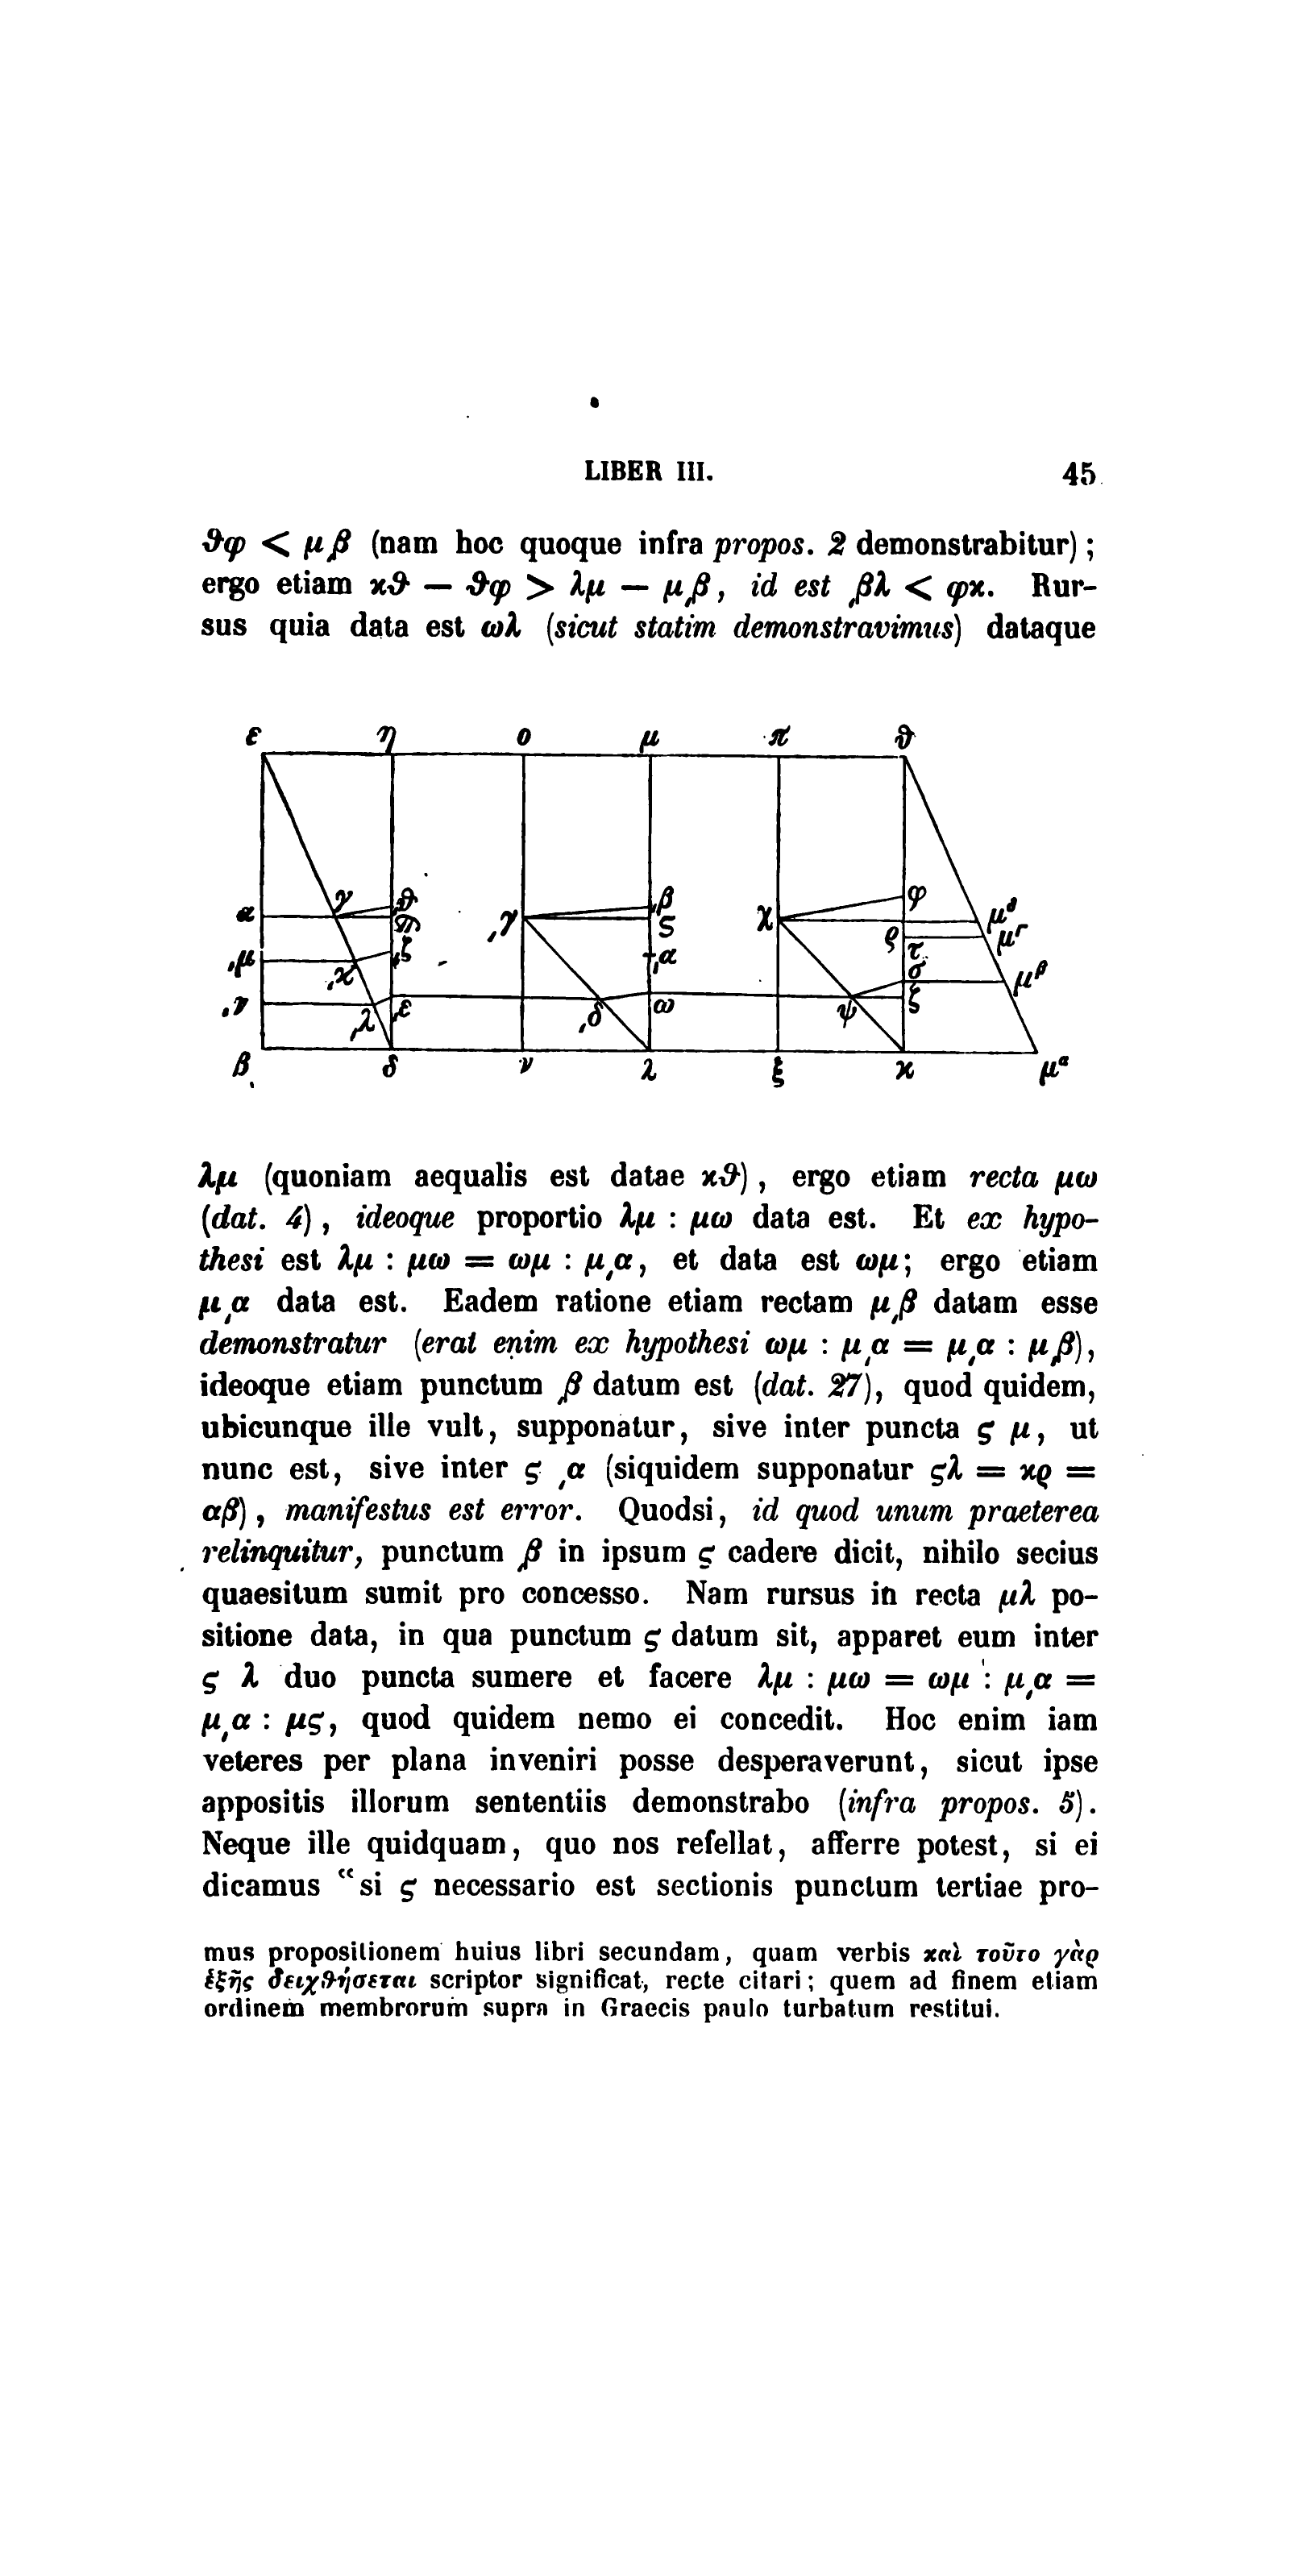 LIBER III. 45
ϑφ < μ͵β (nam hoc quoque infra propos. 2 demonstrabitur);
ergo etiam κϑ — ϑφ > λμ — μ͵β, id est ͵βλ < φκ. Rur-
sus quia data est ωλ (sicut statim demonstravimus) dataque
ε η ο μ π ϑ
α γ ͵ϑ ϡ ͵γ ͵β ϛ χ φ μδ
͵μ ͵κ ͵ζ ͵α ρ τ μγ
͵ν ͵λ ͵ε ͵δ ω ψ σ ζ μβ
β δ ν λ ξ κ μα
λμ (quoniam aequalis est datae κϑ), ergo etiam recta μω
(dat. 4), ideoque proportio λμ : μω data est. Et ex hypo-
thesi est λμ : μω = ωμ : μ͵α, et data est ωμ; ergo etiam
μ͵α data est. Eadem ratione etiam rectam μ͵β datam esse
demonstratur (erat enim ex hypothesi ωμ : μ͵α = μ͵α : μ͵β),
ideoque etiam punctum ͵β datum est (dat. 27), quod quidem,
ubicunque ille vult, supponatur, sive inter puncta ϛ μ, ut
nunc est, sive inter ϛ ͵α (siquidem supponatur ϛλ = κρ =
αβ), manifestus est error. Quodsi, id quod unum praeterea
relinquitur, punctum ͵β in ipsum ϛ cadere dicit, nihilo secius
quaesitum sumit pro concesso. Nam rursus in recta μλ po-
sitione data, in qua punctum ϛ datum sit, apparet eum inter
ϛ λ duo puncta sumere et facere λμ : μω = ωμ : μ͵α =
μ͵α : μϛ, quod quidem nemo ei concedit. Hoc enim iam
veteres per plana inveniri posse desperaverunt, sicut ipse
appositis illorum sententiis demonstrabo (infra propos. 5).
Neque ille quidquam, quo nos refellat, afferre potest, si ei
dicamus “si ϛ necessario est sectionis punctum tertiae pro-
mus propositionem huius libri secundam, quam verbis καὶ τοῦτο γὰρ
ἑξῆς δειχϑήσεται scriptor significat, recte citari; quem ad finem etiam
ordinem membrorum supra in Graecis paulo turbatum restitui.